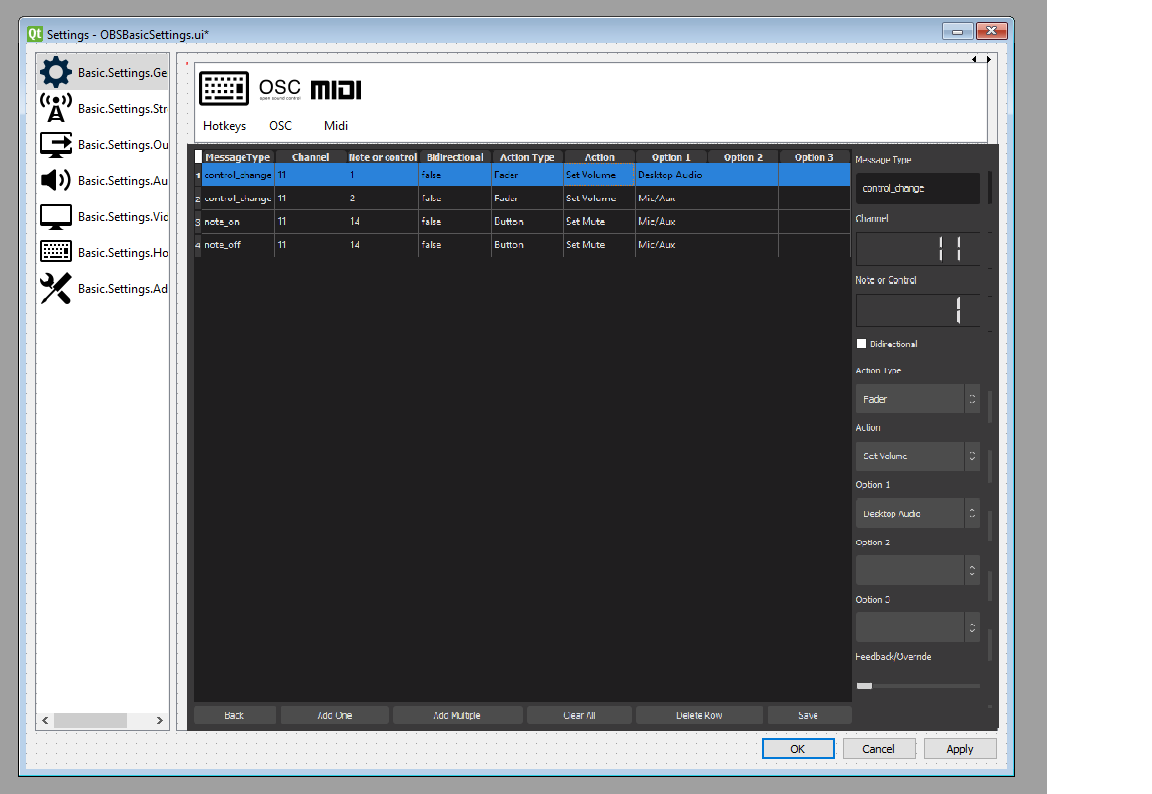 Settings - OBSBasicSettings.ui*
Basic.Settings.Ge
Basic.Settings.Str
Basic.Settings.Ou
Basic.Settings.Au
Basic.Settings.Vid
Basic.Settings.Ho
Basic.Settings.Ad
OSC
open sound control
MIDI
Hotkeys OSC Midi
MessageType Channel Note or control Bidirectional Action Type Action Option 1 Option 2 Option 3
1 control_change 11 1 false Fader Set Volume Desktop Audio
2 control_change 11 2 false Fader Set Volume Mic/Aux
3 note_on 11 14 false Button Set Mute Mic/Aux
4 note_off 11 14 false Button Set Mute Mic/Aux
Message Type
control_change
Channel
11
Note or Control
1
Bidirectional
Action Type
Fader
Action
Set Volume
Option 1
Desktop Audio
Option 2
Option 3
Feedback/Override
Back Add One Add Multiple Clear All Delete Row Save
OK Cancel Apply